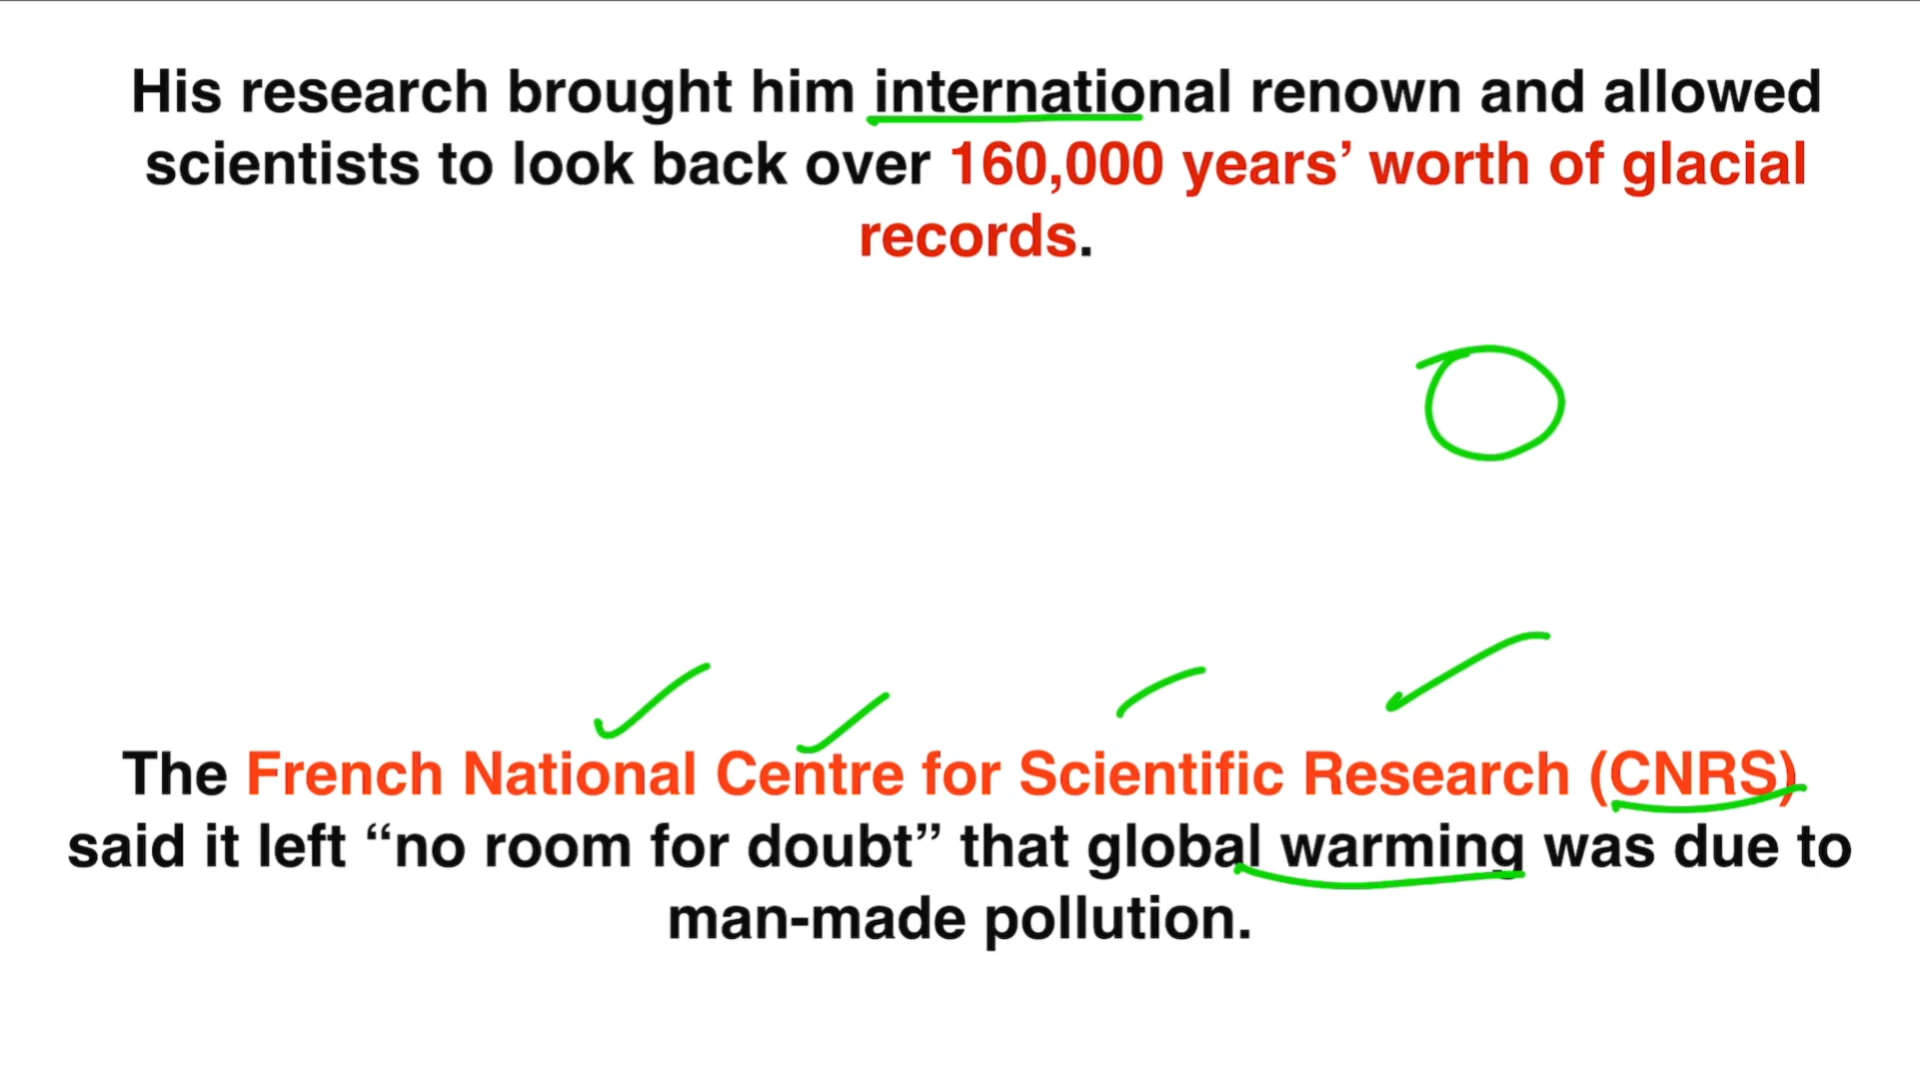 His research brought him international renown and allowed
scientists to look back over 160,000 years’ worth of glacial
records.
The French National Centre for Scientific Research (CNRS)
said it left “no room for doubt” that global warming was due to
man-made pollution.